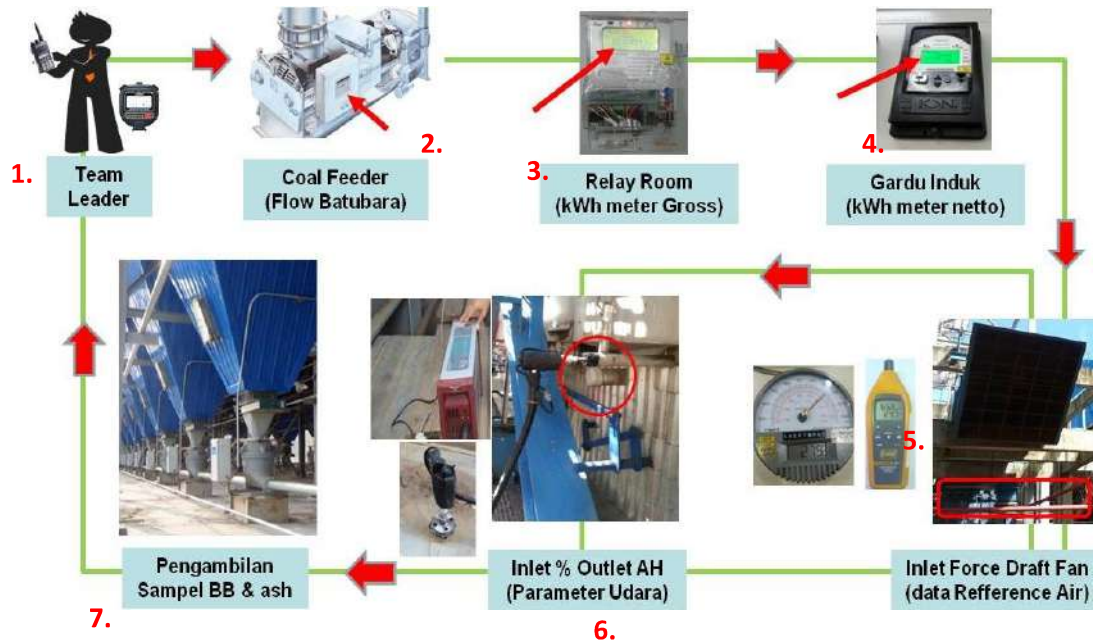 1.
Team
Leader
2.
Coal Feeder
(Flow Batubara)
3.
Relay Room
(kWh meter Gross)
4.
ION
Gardu Induk
(kWh meter netto)
5.
Inlet Force Draft Fan
(data Refference Air)
Inlet % Outlet AH
(Parameter Udara)
6.
Pengambilan
Sampel BB & ash
7.